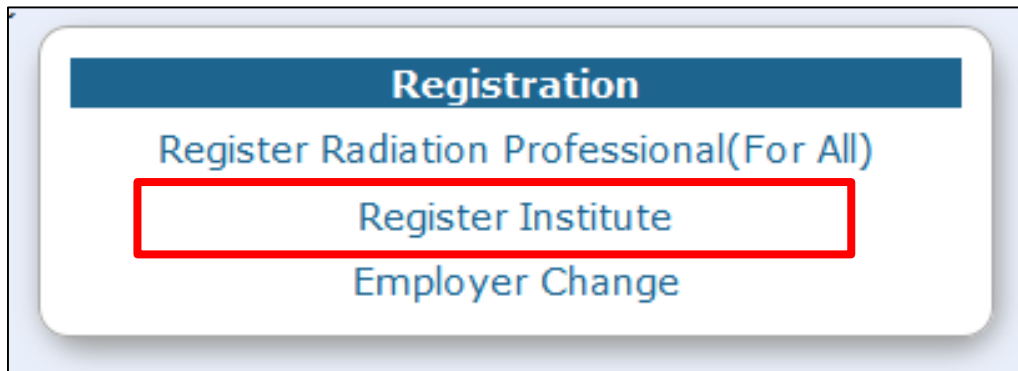 Registration
Register Radiation Professional(For All)
Register Institute
Employer Change